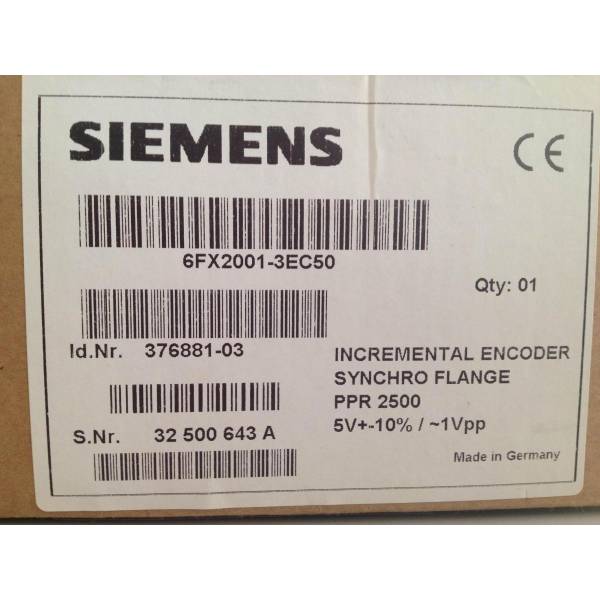 SIEMENS
CE
6FX2001-3EC50
Qty: 01
Id.Nr. 376881-03
INCREMENTAL ENCODER
SYNCHRO FLANGE
PPR 2500
5V+-10% / ~1Vpp
S.Nr. 32 500 643 A
Made in Germany